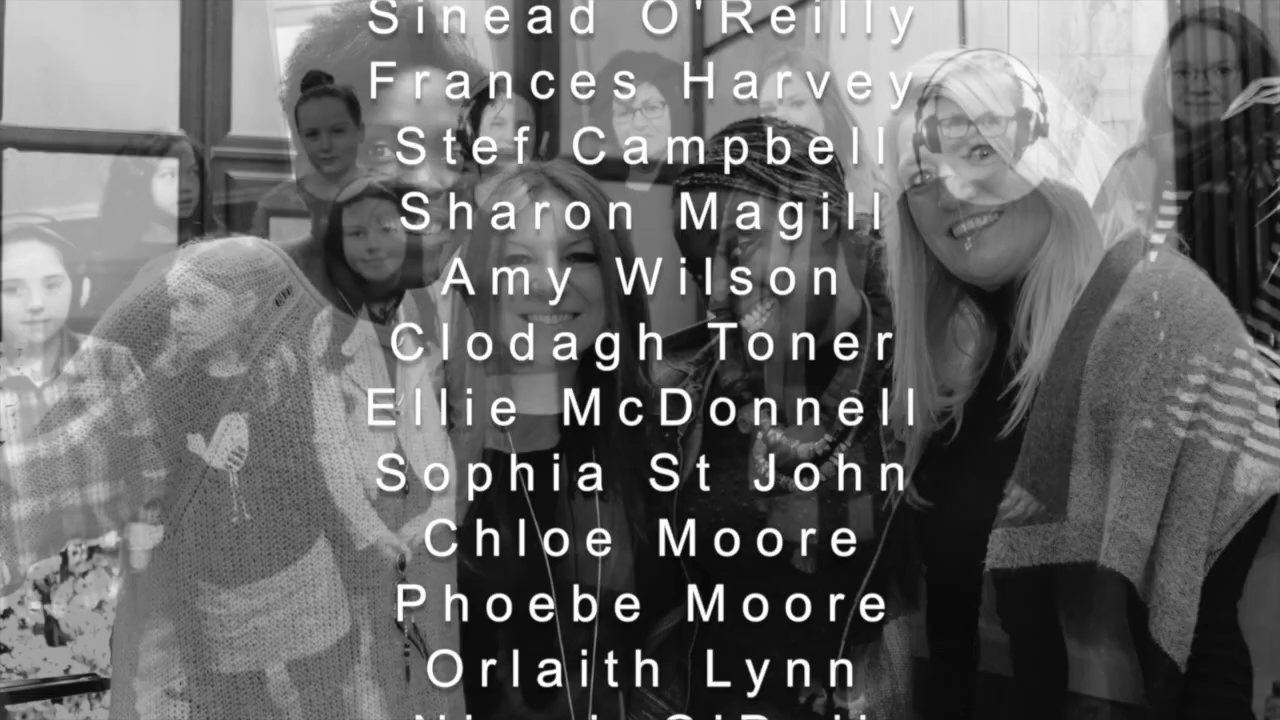 Sinead O'Reilly
Frances Harvey
Stef Campbell
Sharon Magill
Amy Wilson
Clodagh Toner
Ellie McDonnell
Sophia St John
Chloe Moore
Phoebe Moore
Orlaith Lynn